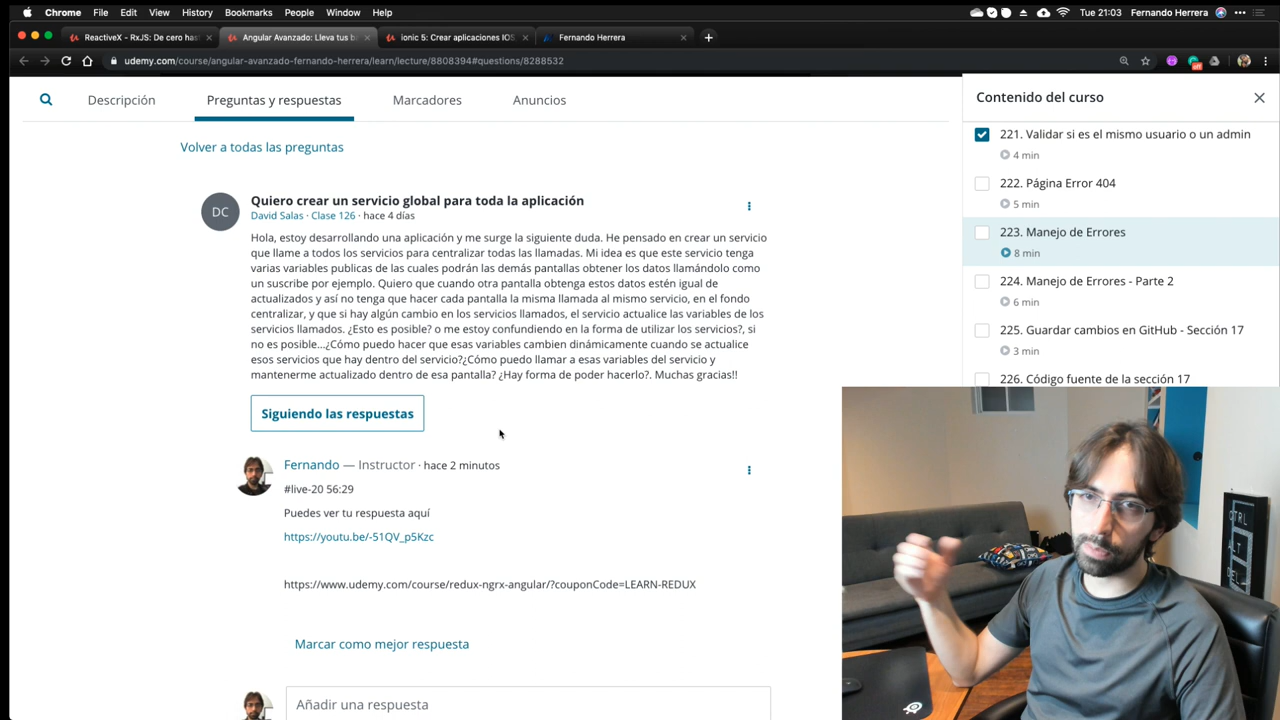 Chrome File Edit View History Bookmarks People Window Help
Tue 21:03 Fernando Herrera
ReactiveX - RxJS: De cero has
Angular Avanzado: Lleva tus b
ionic 5: Crear aplicaciones IOS
Fernando Herrera
udemy.com/course/angular-avanzado-fernando-herrera/learn/lecture/8808394#questions/8288532
Descripción
Preguntas y respuestas
Marcadores
Anuncios
Volver a todas las preguntas
DC
Quiero crear un servicio global para toda la aplicación
David Salas · Clase 126 · hace 4 días
Hola, estoy desarrollando una aplicación y me surge la siguiente duda. He pensado en crear un servicio
que llame a todos los servicios para centralizar todas las llamadas. Mi idea es que este servicio tenga
varias variables publicas de las cuales podrán las demás pantallas obtener los datos llamándolo como
un suscribe por ejemplo. Quiero que cuando otra pantalla obtenga estos datos estén igual de
actualizados y así no tenga que hacer cada pantalla la misma llamada al mismo servicio, en el fondo
centralizar, y que si hay algún cambio en los servicios llamados, el servicio actualice las variables de los
servicios llamados. ¿Esto es posible? o me estoy confundiendo en la forma de utilizar los servicios?, si
no es posible...¿Cómo puedo hacer que esas variables cambien dinámicamente cuando se actualice
esos servicios que hay dentro del servicio?¿Cómo puedo llamar a esas variables del servicio y
mantenerme actualizado dentro de esa pantalla? ¿Hay forma de poder hacerlo?. Muchas gracias!!
Siguiendo las respuestas
Fernando — Instructor · hace 2 minutos
#live-20 56:29
Puedes ver tu respuesta aquí
https://youtu.be/-51QV_p5Kzc
https://www.udemy.com/course/redux-ngrx-angular/?couponCode=LEARN-REDUX
Marcar como mejor respuesta
Añadir una respuesta
Contenido del curso
221. Validar si es el mismo usuario o un admin
4 min
222. Página Error 404
5 min
223. Manejo de Errores
8 min
224. Manejo de Errores - Parte 2
6 min
225. Guardar cambios en GitHub - Sección 17
3 min
226. Código fuente de la sección 17
CTRL
ALT
DEL